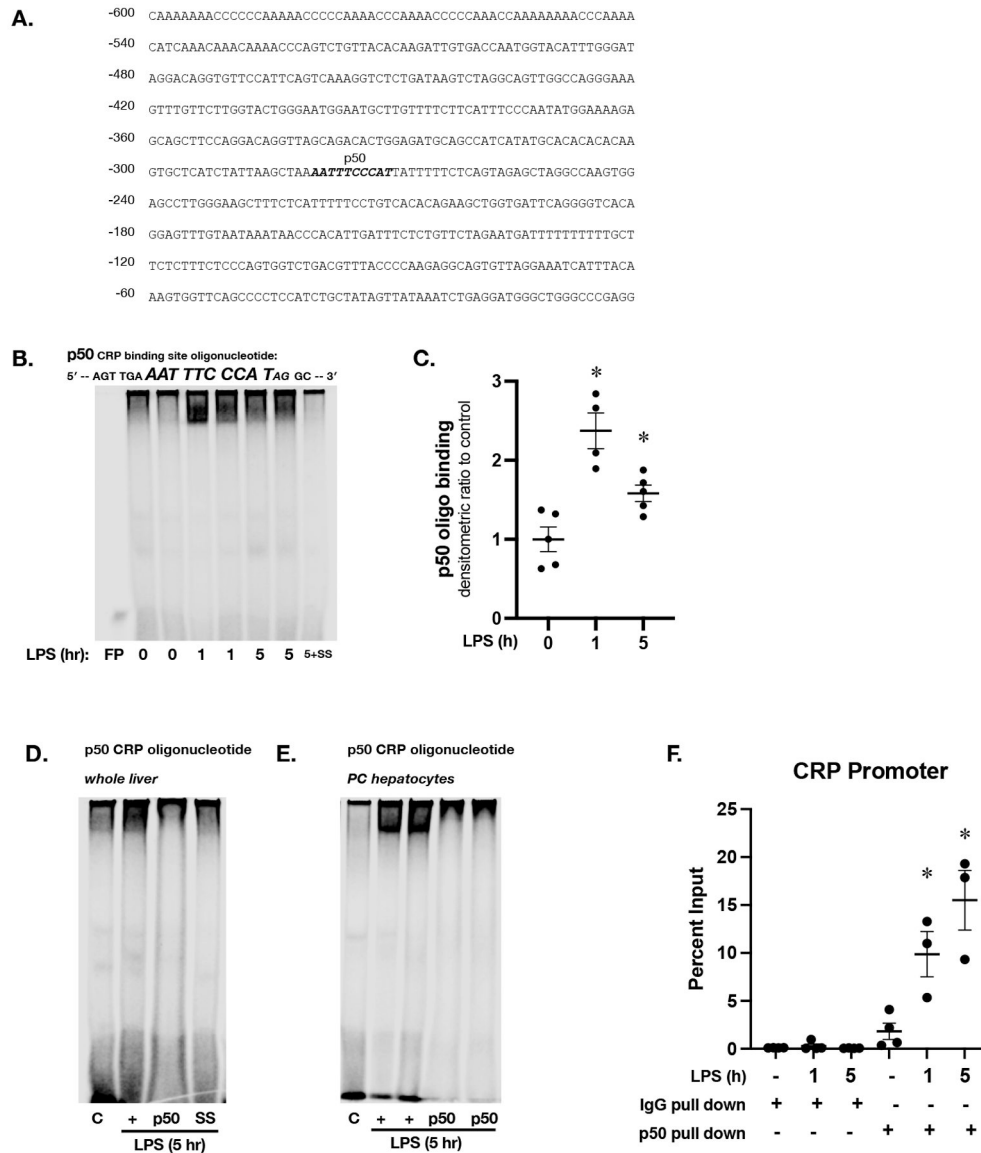 A.
-600 CAAAAAAACCCCCCAAAAACCCCCAAAACCCAAAACCCCCAAACCAAAAAAAACCCAAAA
-540 CATCAAACAAACAAAACCCAGTCTGTTACACAAGATTGTGACCAATGGTACATTTGGGAT
-480 AGGACAGGTGTTCCATTCAGTCAAAGGTCTCTGATAAGTCTAGGCAGTTGGCCAGGGAAA
-420 GTTTGTTCTTGGTACTGGGAATGGAATGCTTGTTTTCTTCATTTCCCAATATGGAAAAGA
-360 GCAGCTTCCAGGACAGGTTAGCAGACACTGGAGATGCAGCCATCATATGCACACACACAA
p50
-300 GTGCTCATCTATTAAGCTAAAATTTCCCATTATTTTTCTCAGTAGAGCTAGGCCAAGTGG
-240 AGCCTTGGGAAGCTTTCTCATTTTTCCTGTCACACAGAAGCTGGTGATTCAGGGGTCACA
-180 GGAGTTTGTAATAAATAACCCACATTGATTTCTCTGTTCTAGAATGATTTTTTTTTTGCT
-120 TCTCTTTCTCCCAGTGGTCTGACGTTTACCCCAAGAGGCAGTGTTAGGAAATCATTTACA
-60 AAGTGGTTCAGCCCCTCCATCTGCTATAGTTATAAATCTGAGGATGGGCTGGGCCCGAGG
B.
p50 CRP binding site oligonucleotide:
5′ -- AGT TGA AAT TTC CCA T AG GC -- 3′
LPS (hr): FP 0 0 1 1 5 5 5+SS
C.
p50 oligo binding
densitometric ratio to control
3
2
1
0
*
*
LPS (h) 0 1 5
D.
p50 CRP oligonucleotide
whole liver
C + p50 SS
LPS (5 hr)
E.
p50 CRP oligonucleotide
PC hepatocytes
C + + p50 p50
LPS (5 hr)
F.
CRP Promoter
Percent Input
25
20
15
10
5
0
*
*
LPS (h) - 1 5 - 1 5
IgG pull down + + + - - -
p50 pull down - - - + + +